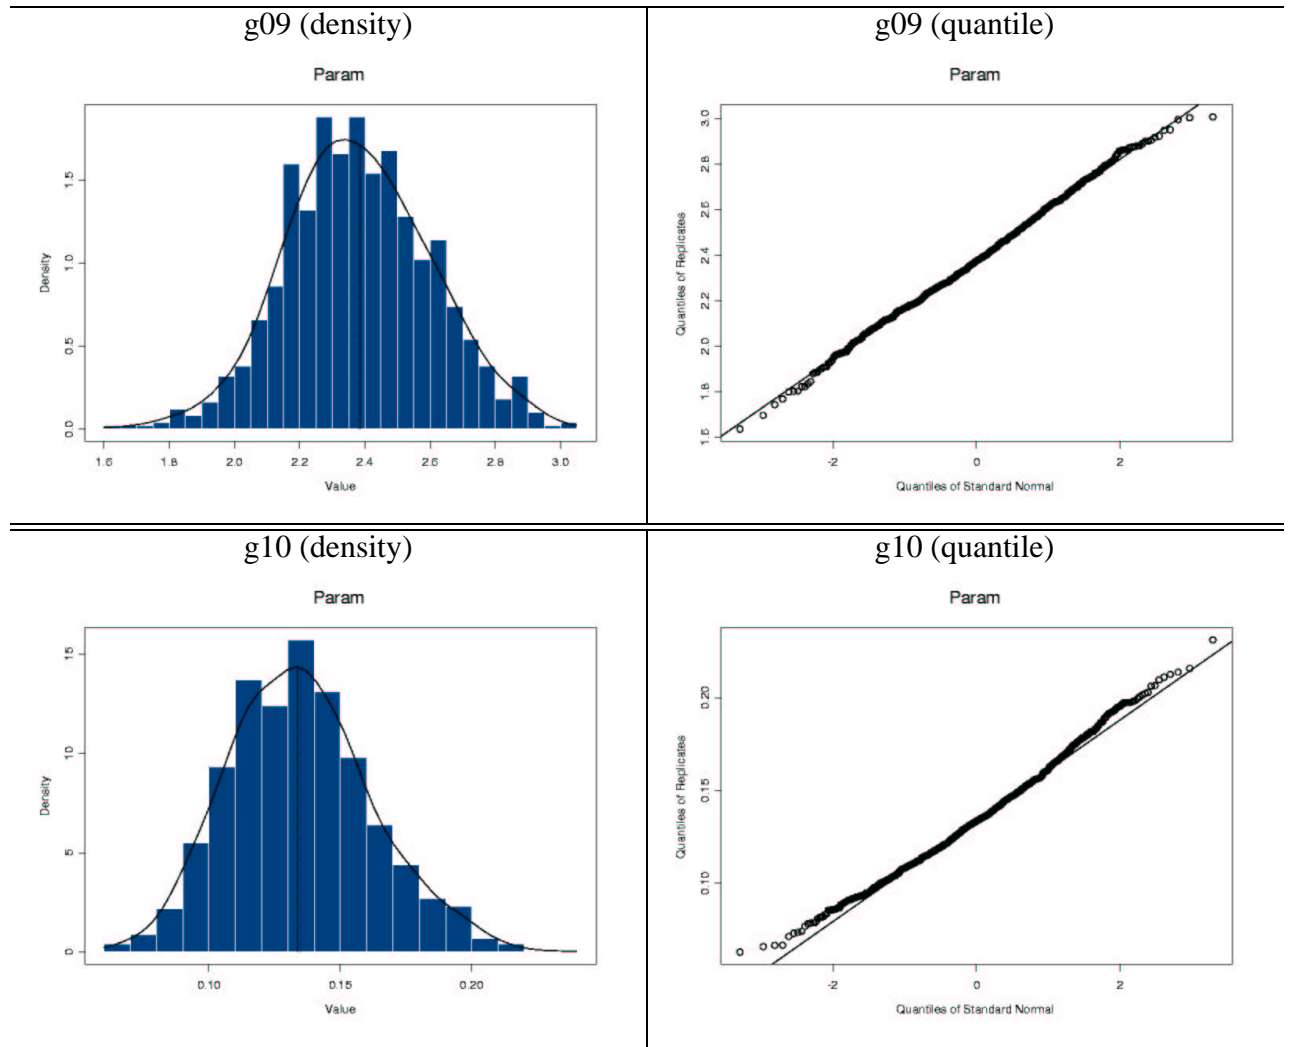 g09 (density)
g09 (quantile)
Param
Density
0.0
0.5
1.0
1.5
1.6
1.8
2.0
2.2
2.4
2.6
2.8
3.0
Value
Param
Quantiles of Replicates
1.6
1.8
2.0
2.2
2.4
2.6
2.8
3.0
-2
0
2
Quantiles of Standard Normal
g10 (density)
g10 (quantile)
Param
Density
0
5
10
15
0.10
0.15
0.20
Value
Param
Quantiles of Replicates
0.10
0.15
0.20
-2
0
2
Quantiles of Standard Normal